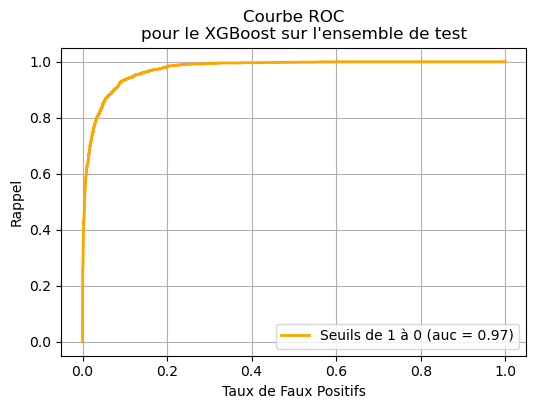 Courbe ROC
pour le XGBoost sur l'ensemble de test
1.0
0.8
0.6
0.4
0.2
0.0
Rappel
0.0 0.2 0.4 0.6 0.8 1.0
Taux de Faux Positifs
Seuils de 1 à 0 (auc = 0.97)